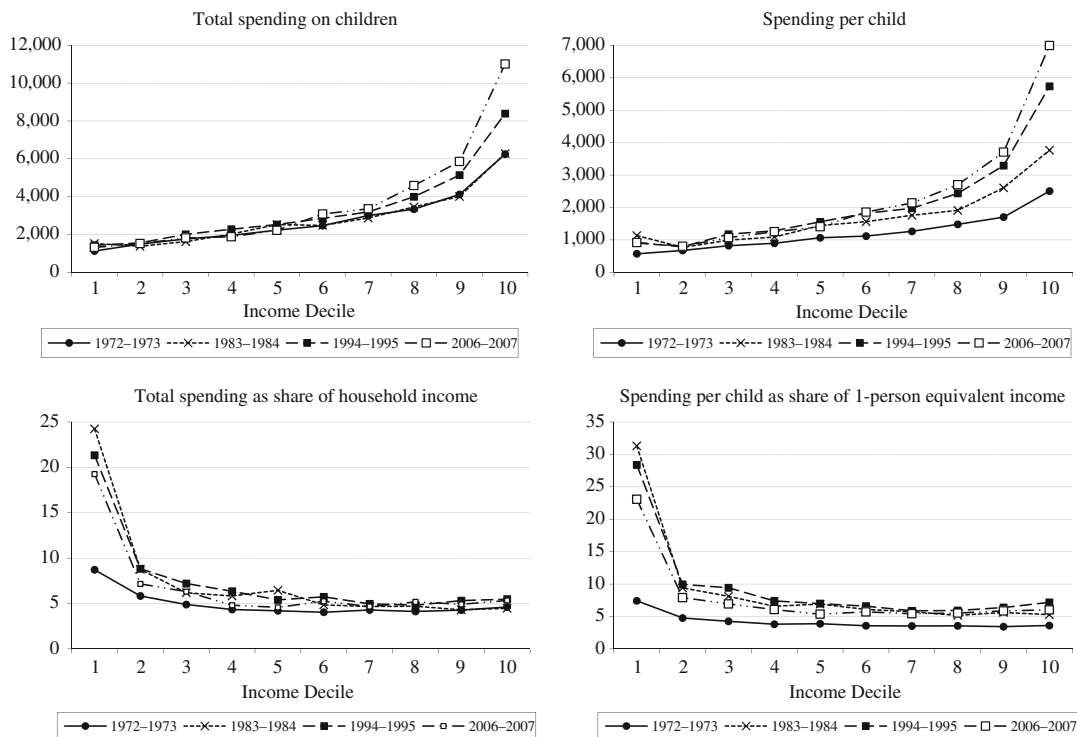 Total spending on children
12,000
10,000
8,000
6,000
4,000
2,000
0
1 2 3 4 5 6 7 8 9 10
Income Decile
1972–1973 1983–1984 1994–1995 2006–2007
Spending per child
7,000
6,000
5,000
4,000
3,000
2,000
1,000
0
1 2 3 4 5 6 7 8 9 10
Income Decile
1972–1973 1983–1984 1994–1995 2006–2007
Total spending as share of household income
25
20
15
10
5
0
1 2 3 4 5 6 7 8 9 10
Income Decile
1972–1973 1983–1984 1994–1995 2006–2007
Spending per child as share of 1-person equivalent income
35
30
25
20
15
10
5
0
1 2 3 4 5 6 7 8 9 10
Income Decile
1972–1973 1983–1984 1994–1995 2006–2007